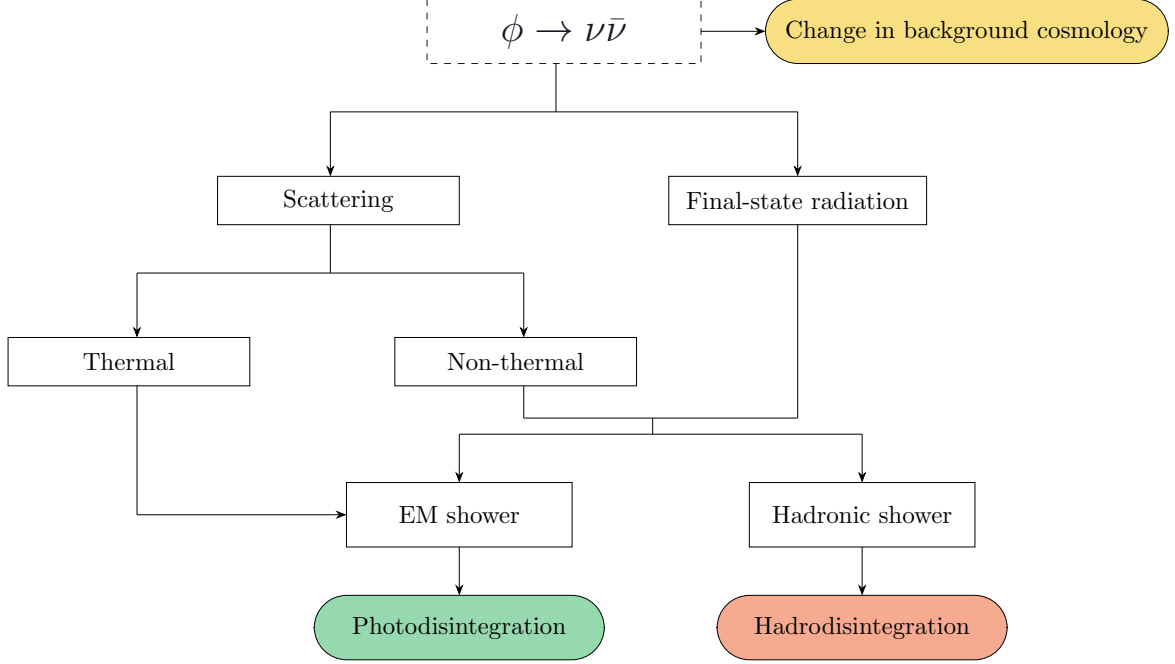 ϕ → νν̄
Change in background cosmology
Scattering
Final-state radiation
Thermal
Non-thermal
EM shower
Hadronic shower
Photodisintegration
Hadrodisintegration